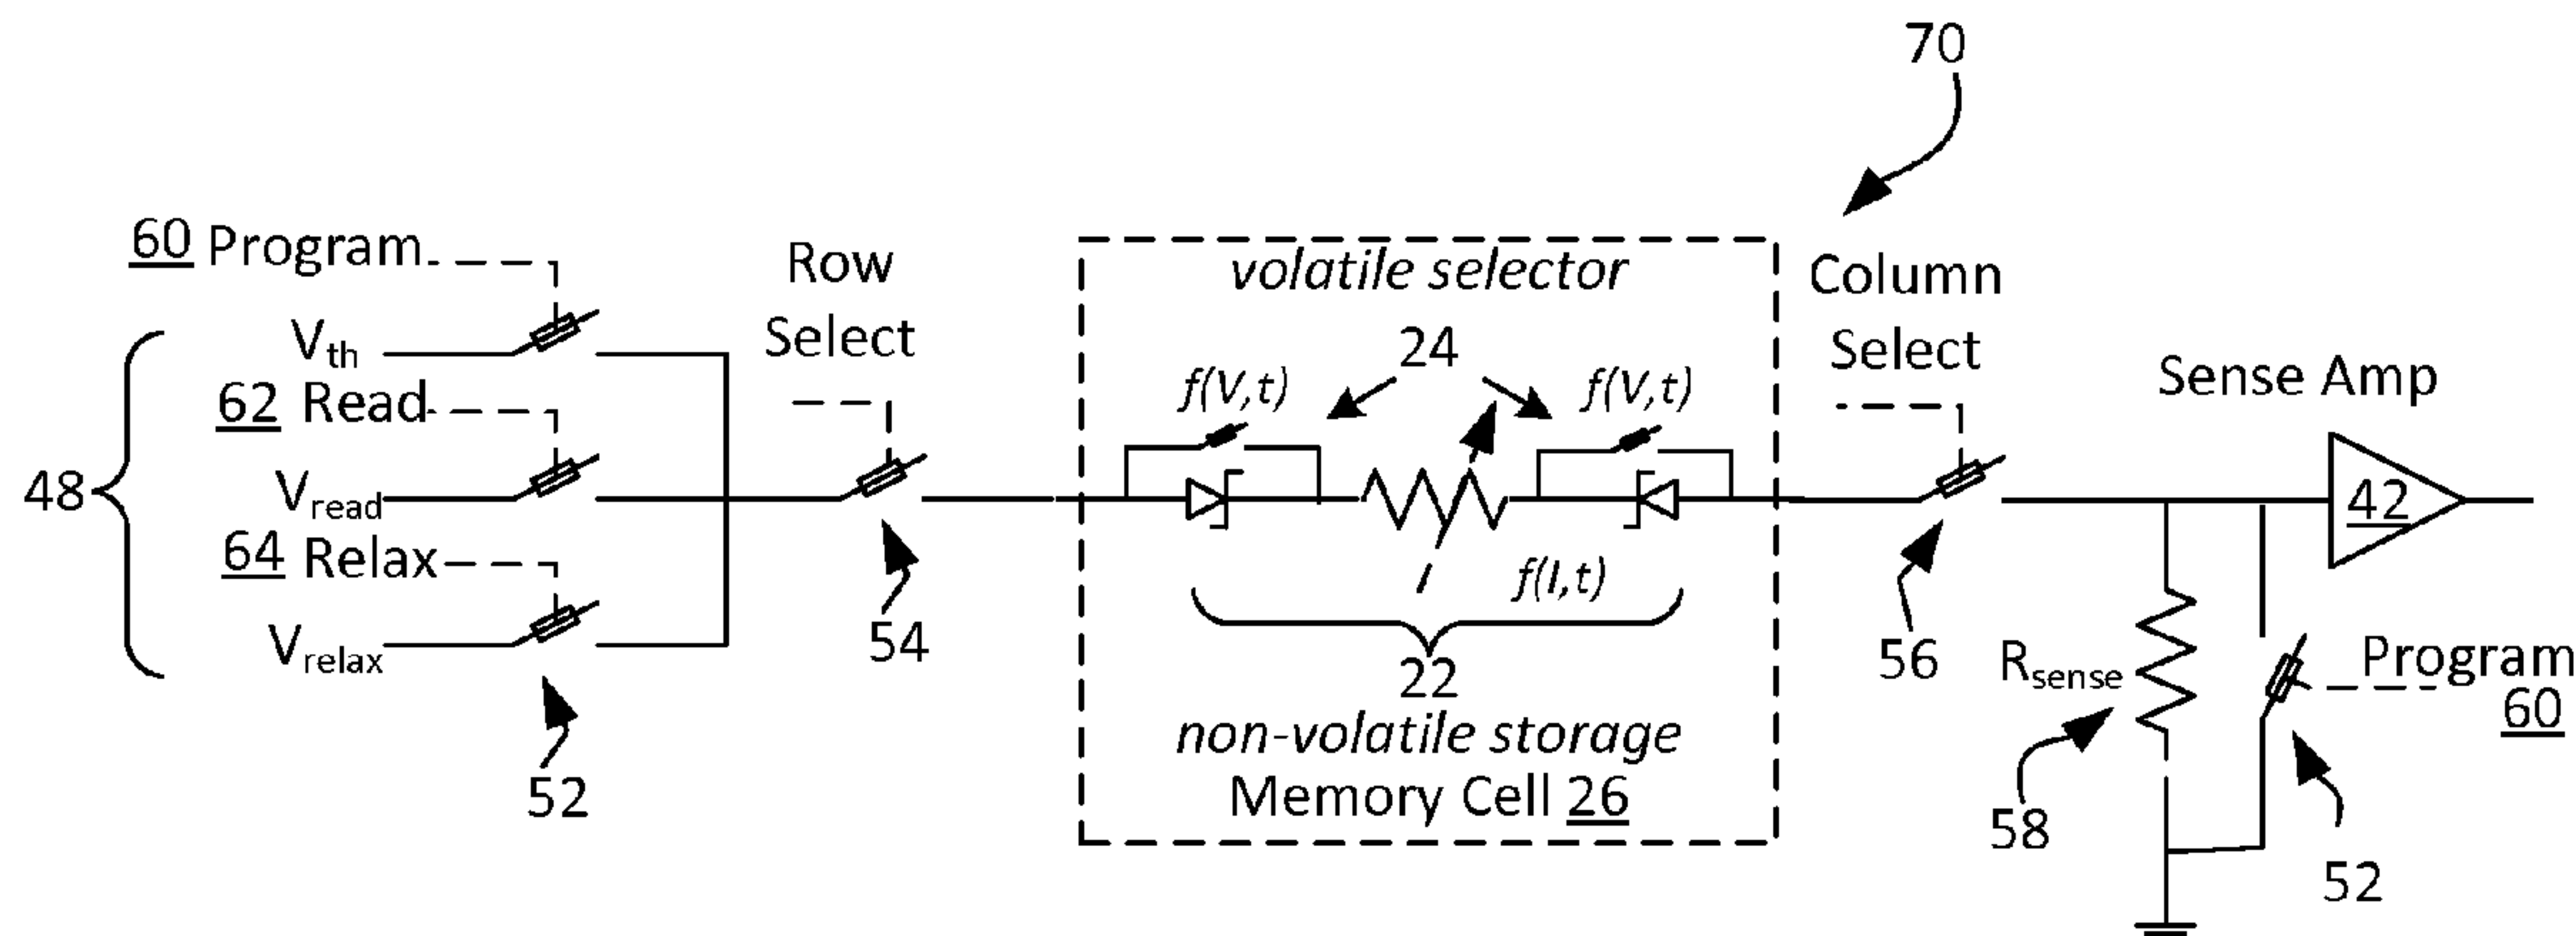 70
60 Program
Row
Select
volatile selector
Column
Select
Vth
24
f(V,t)
f(V,t)
Sense Amp
62 Read
48
Vread
42
64 Relax
f(I,t)
Vrelax
54
22
56
Rsense
Program
60
non-volatile storage
Memory Cell 26
52
58
52